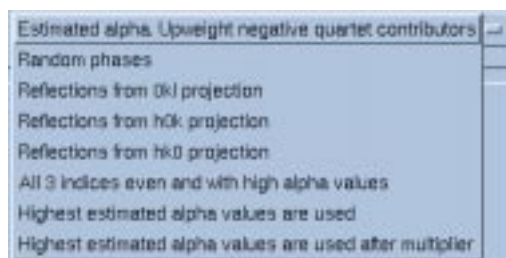 Estimated alpha. Upweight negative quartet contributors
Random phases
Reflections from 0kl projection
Reflections from h0k projection
Reflections from hk0 projection
All 3 indices even and with high alpha values
Highest estimated alpha values are used
Highest estimated alpha values are used after multiplier